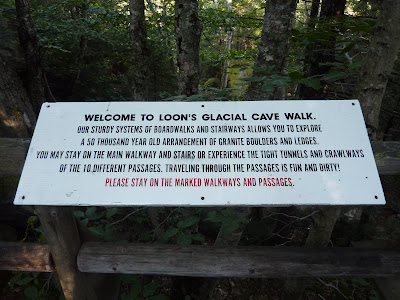 WELCOME TO LOON'S GLACIAL CAVE WALK.
OUR STURDY SYSTEMS OF BOARDWALKS AND STAIRWAYS ALLOWS YOU TO EXPLORE
A 50 THOUSAND YEAR OLD ARRANGEMENT OF GRANITE BOULDERS AND LEDGES.
YOU MAY STAY ON THE MAIN WALKWAY AND STAIRS OR EXPERIENCE THE TIGHT TUNNELS AND CRAWLWAYS
OF THE 10 DIFFERENT PASSAGES. TRAVELING THROUGH THE PASSAGES IS FUN AND DIRTY!
PLEASE STAY ON THE MARKED WALKWAYS AND PASSAGES.